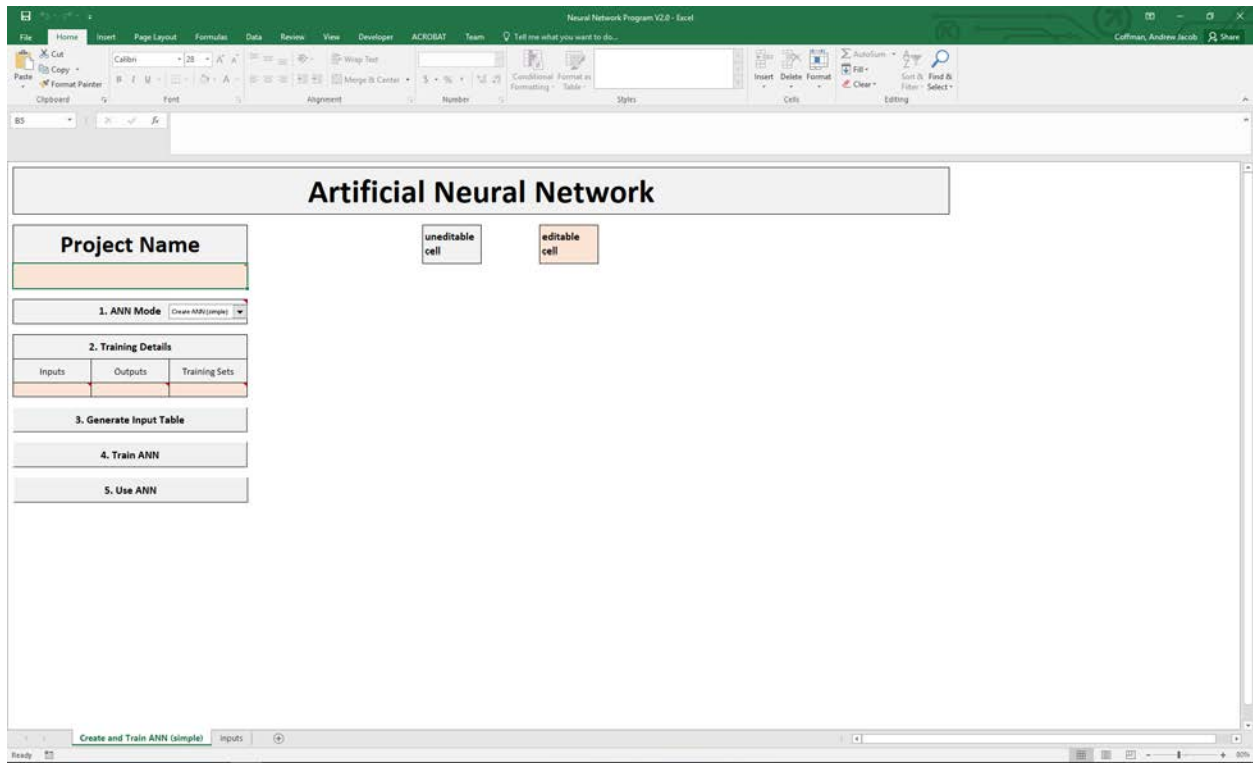 Neural Network Program V2.0 - Excel
File Home Insert Page Layout Formulas Data Review View Developer ACROBAT Team Tell me what you want to do... Coffman, Andrew Jacob Share
Cut
Copy
Format Painter
Paste
Calibri 28
B I U
Wrap Text
Merge & Center
$ %
Conditional Formatting
Format as Table
Insert Delete Format
AutoSum
Fill
Clear
Sort & Filter
Find & Select
Clipboard Font Alignment Number Styles Cells Editing
B5
Artificial Neural Network
Project Name
uneditable
cell
editable
cell
1. ANN Mode Create ANN (simple)
2. Training Details
Inputs Outputs Training Sets
3. Generate Input Table
4. Train ANN
5. Use ANN
Create and Train ANN (simple) inputs
Ready 80%